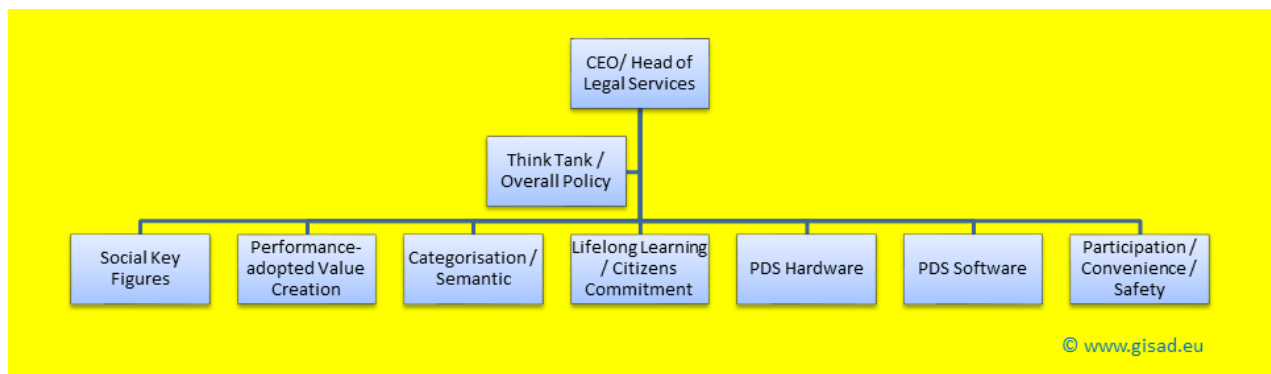 CEO/ Head of
Legal Services
Think Tank /
Overall Policy
Social Key
Figures
Performance-
adopted Value
Creation
Categorisation /
Semantic
Lifelong Learning
/ Citizens
Commitment
PDS Hardware
PDS Software
Participation /
Convenience /
Safety
© www.gisad.eu